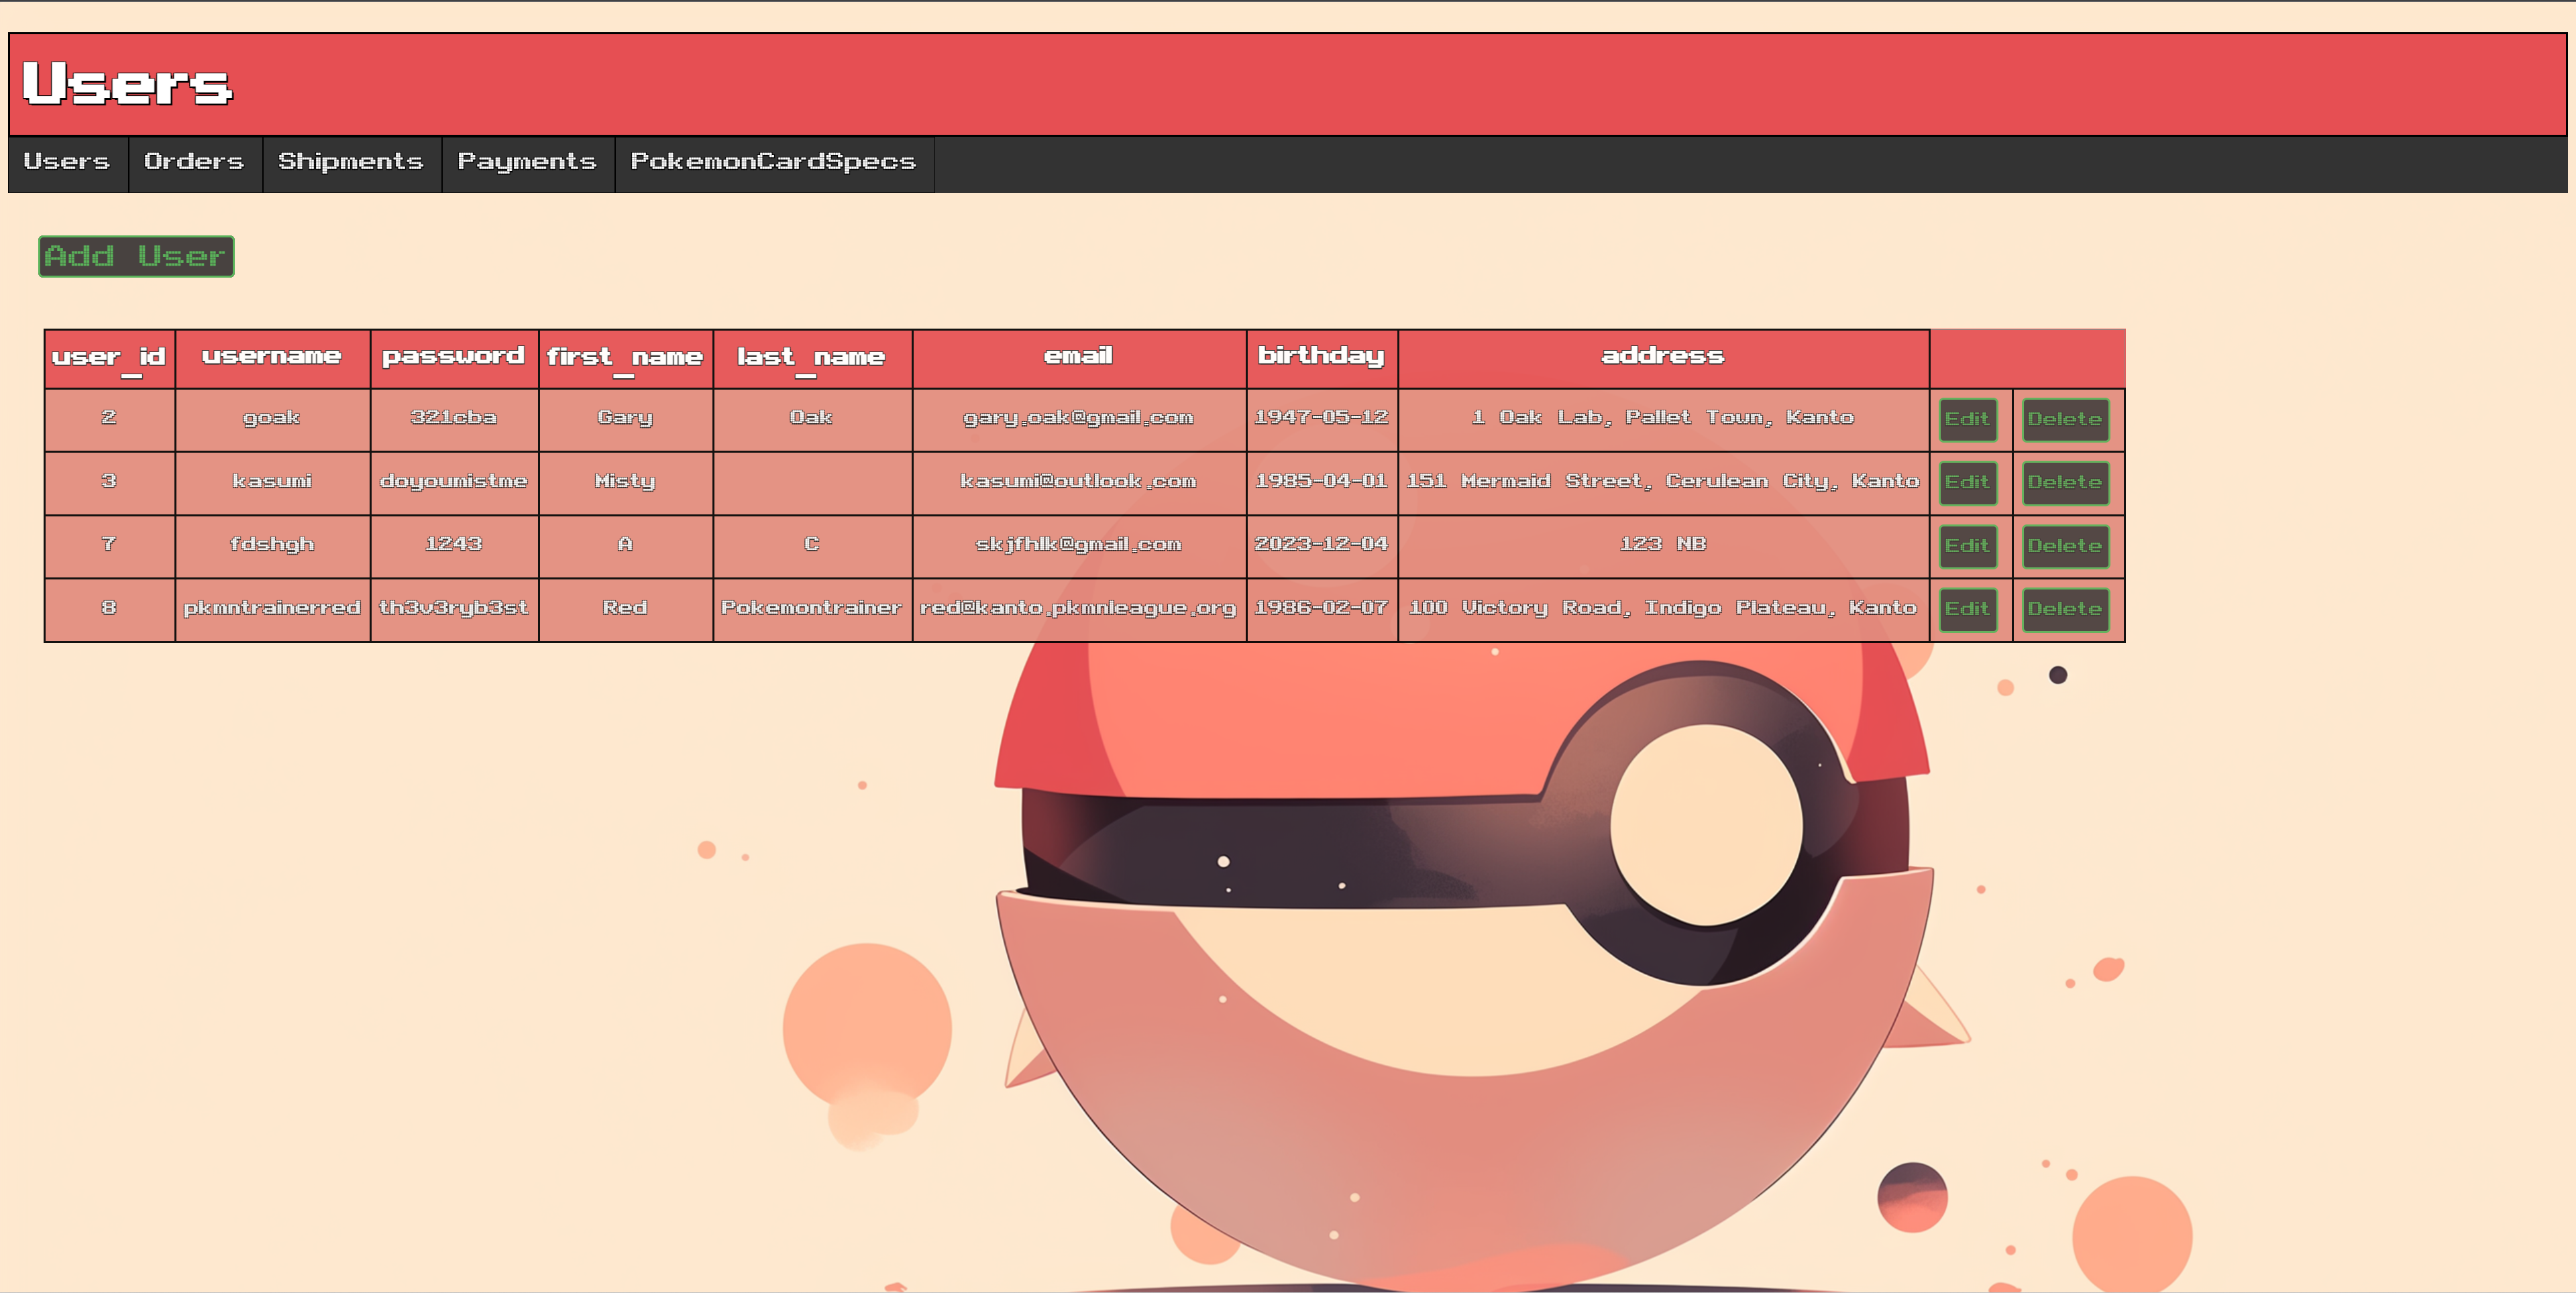 Users
Users Orders Shipments Payments PokemonCardSpecs
Add User
user_id username password first_name last_name email birthday address
2 goak 321cba Gary Oak gary.oak@gmail.com 1947-05-12 1 Oak Lab, Pallet Town, Kanto Edit Delete
3 kasumi doyoumistme Misty kasumi@outlook.com 1985-04-01 151 Mermaid Street, Cerulean City, Kanto Edit Delete
7 fdshgh 1243 A C skjfhlk@gmail.com 2023-12-04 123 NB Edit Delete
8 pkmntrainerred th3v3ryb3st Red Pokemontrainer red@kanto.pkmnleague.org 1986-02-07 100 Victory Road, Indigo Plateau, Kanto Edit Delete